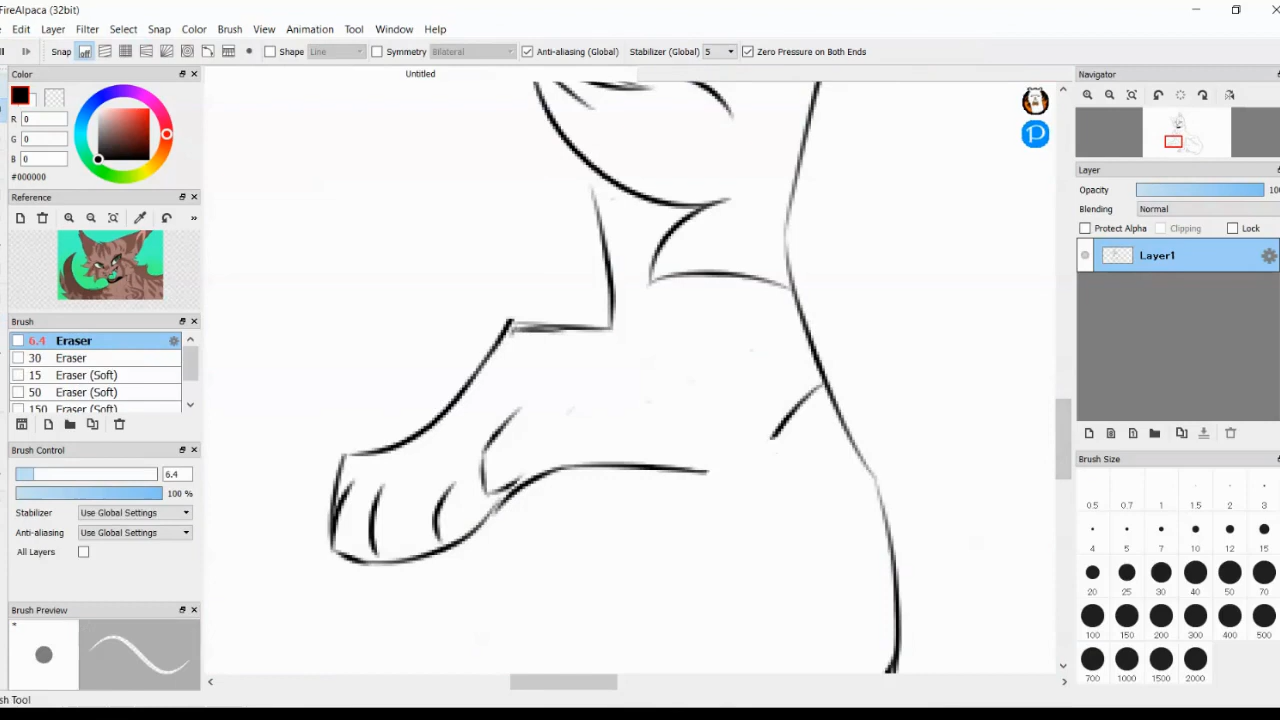 FireAlpaca (32bit)
Edit Layer Filter Select Snap Color Brush View Animation Tool Window Help
Snap off Shape Line Symmetry Bilateral Anti-aliasing (Global) Stabilizer (Global) 5 Zero Pressure on Both Ends
Untitled
Color
R 0
G 0
B 0
#000000
Reference
»
Brush
6.4 Eraser
30 Eraser
15 Eraser (Soft)
50 Eraser (Soft)
150 Eraser (Soft)
Brush Control
6.4
100 %
Stabilizer Use Global Settings
Anti-aliasing Use Global Settings
All Layers
Brush Preview
Tool
P
Navigator
Layer
Opacity
Blending Normal
Protect Alpha Clipping Lock
Layer1
Brush Size
0.5 0.7 1 1.5 2 3
4 5 7 10 12 15
20 25 30 40 50 70
100 150 200 300 400 500
700 1000 1500 2000